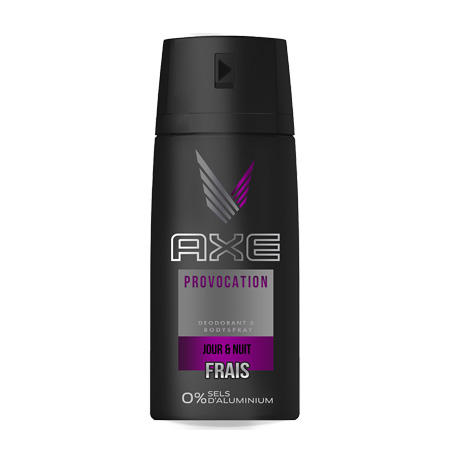 AXE
PROVOCATION
DEODORANT &
BODYSPRAY
JOUR & NUIT
FRAIS
0% SELS
D'ALUMINIUM